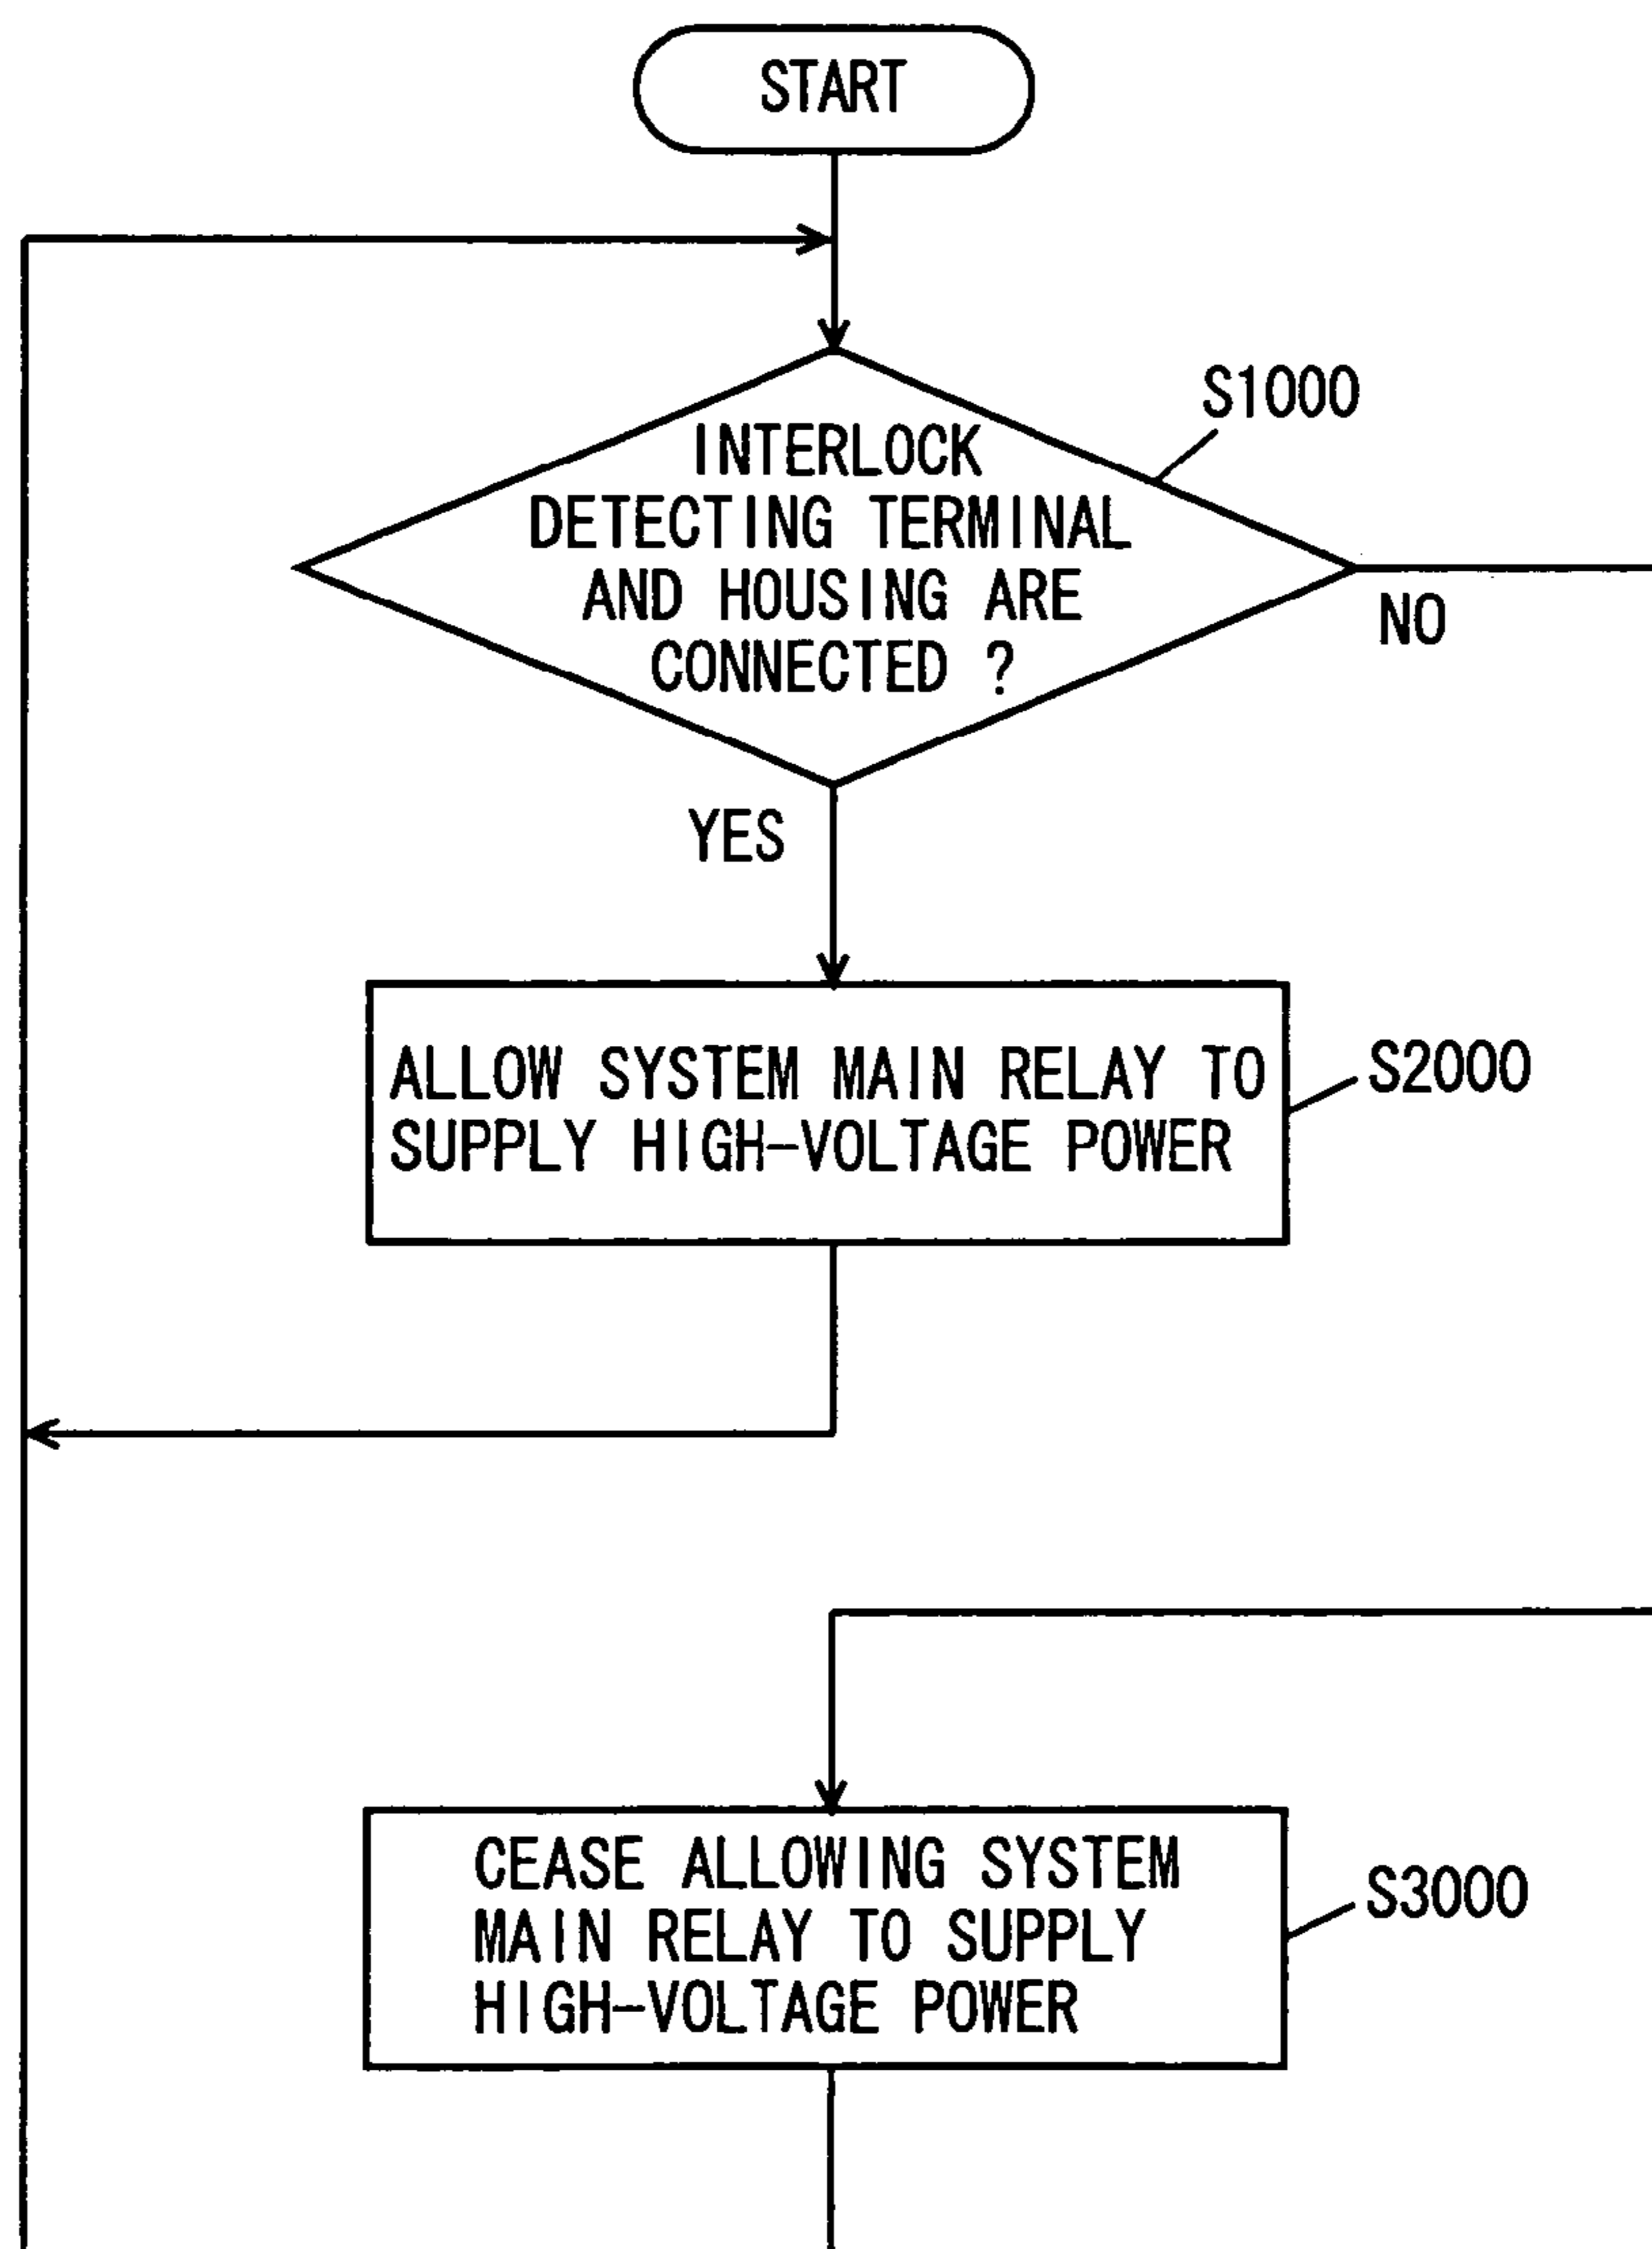 START
S1000
INTERLOCK
DETECTING TERMINAL
AND HOUSING ARE
CONNECTED ?
NO
YES
ALLOW SYSTEM MAIN RELAY TO
SUPPLY HIGH-VOLTAGE POWER
S2000
CEASE ALLOWING SYSTEM
MAIN RELAY TO SUPPLY
HIGH-VOLTAGE POWER
S3000